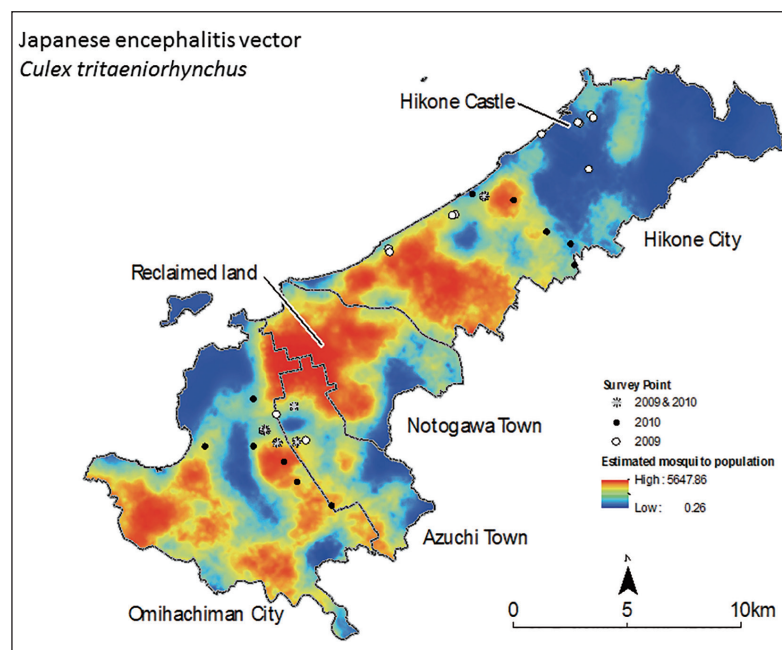 Japanese encephalitis vector
Culex tritaeniorhynchus
Hikone Castle
Hikone City
Reclaimed land
Survey Point
2009 & 2010
2010
2009
Notogawa Town
Estimated mosquito population
High : 5647.86
Low : 0.26
Azuchi Town
Omihachiman City
N
0 5 10km